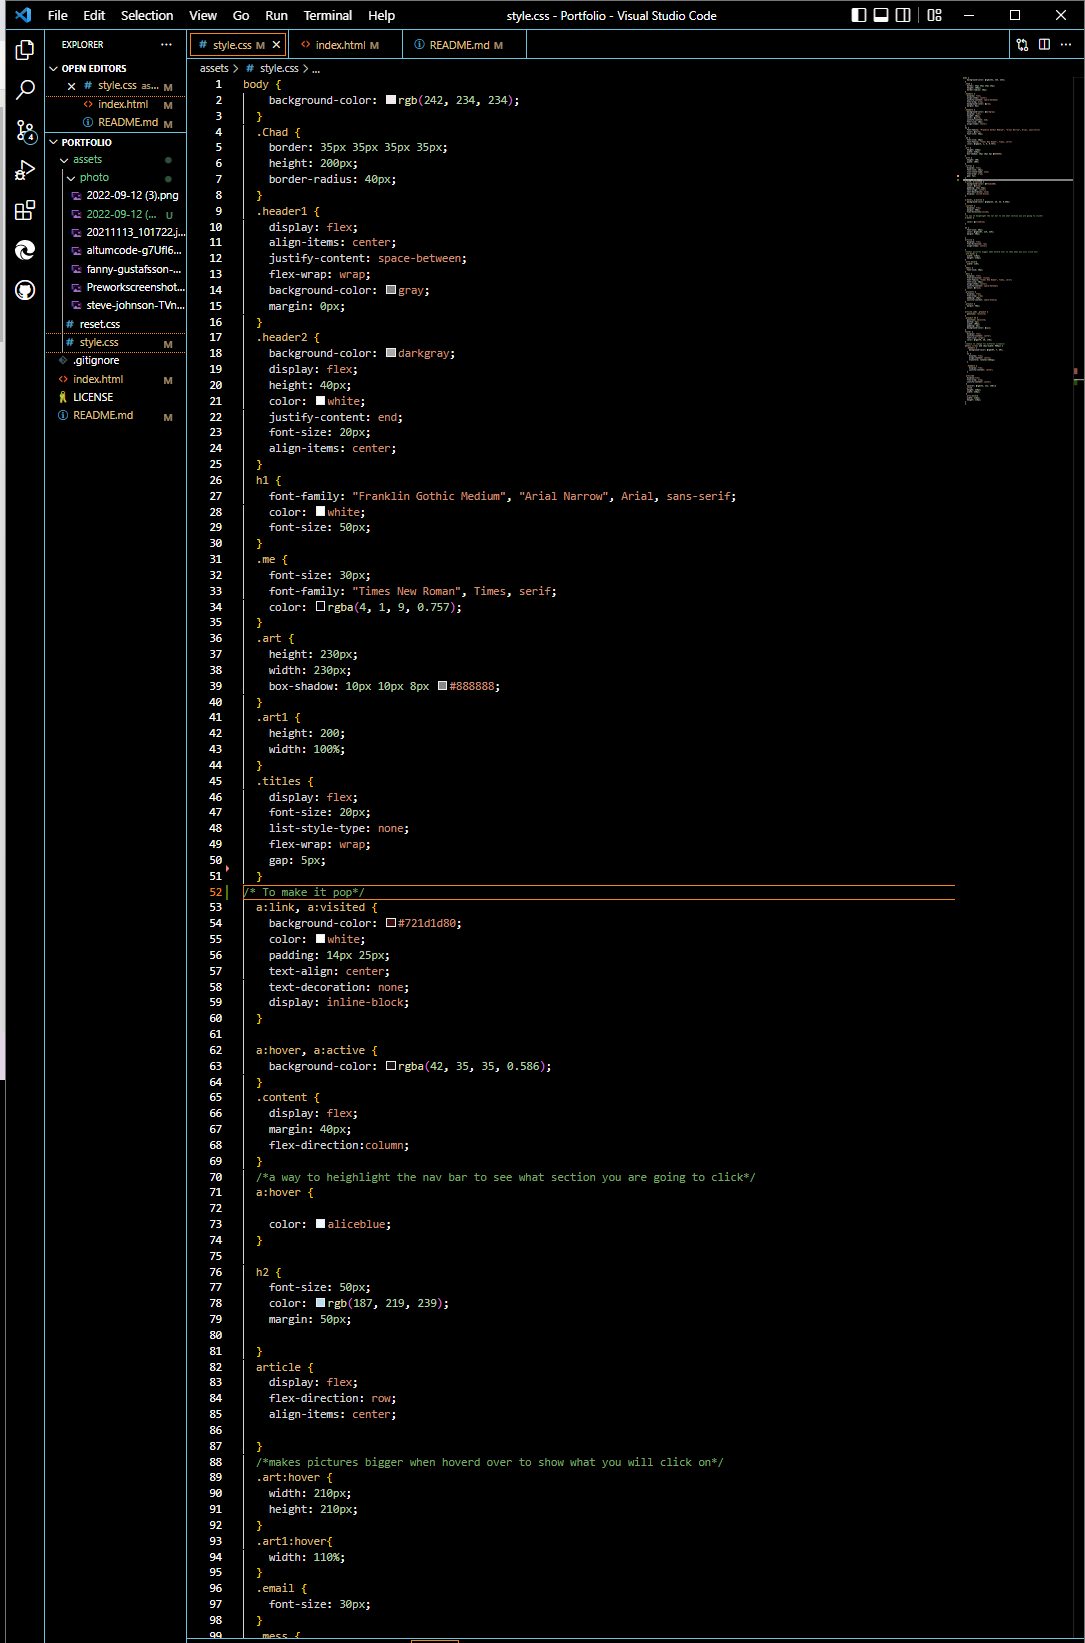 File Edit Selection View Go Run Terminal Help style.css - Portfolio - Visual Studio Code
EXPLORER ...
# style.css M × <> index.html M ⓘ README.md M ...
OPEN EDITORS
× # style.css as... M
<> index.html M
ⓘ README.md M
4
PORTFOLIO
assets
photo
2022-09-12 (3).png
2022-09-12 (... U
20211113_101722.j...
altumcode-g7Ufl6...
fanny-gustafsson-...
Preworkscreenshot...
steve-johnson-TVn...
# reset.css
# style.css M
.gitignore
<> index.html M
LICENSE
ⓘ README.md M
assets > # style.css > ...
1 body {
2 background-color: rgb(242, 234, 234);
3 }
4 .Chad {
5 border: 35px 35px 35px 35px;
6 height: 200px;
7 border-radius: 40px;
8 }
9 .header1 {
10 display: flex;
11 align-items: center;
12 justify-content: space-between;
13 flex-wrap: wrap;
14 background-color: gray;
15 margin: 0px;
16 }
17 .header2 {
18 background-color: darkgray;
19 display: flex;
20 height: 40px;
21 color: white;
22 justify-content: end;
23 font-size: 20px;
24 align-items: center;
25 }
26 h1 {
27 font-family: "Franklin Gothic Medium", "Arial Narrow", Arial, sans-serif;
28 color: white;
29 font-size: 50px;
30 }
31 .me {
32 font-size: 30px;
33 font-family: "Times New Roman", Times, serif;
34 color: rgba(4, 1, 9, 0.757);
35 }
36 .art {
37 height: 230px;
38 width: 230px;
39 box-shadow: 10px 10px 8px #888888;
40 }
41 .art1 {
42 height: 200;
43 width: 100%;
44 }
45 .titles {
46 display: flex;
47 font-size: 20px;
48 list-style-type: none;
49 flex-wrap: wrap;
50 gap: 5px;
51 }
52 /* To make it pop*/
53 a:link, a:visited {
54 background-color: #721d1d80;
55 color: white;
56 padding: 14px 25px;
57 text-align: center;
58 text-decoration: none;
59 display: inline-block;
60 }
61
62 a:hover, a:active {
63 background-color: rgba(42, 35, 35, 0.586);
64 }
65 .content {
66 display: flex;
67 margin: 40px;
68 flex-direction:column;
69 }
70 /*a way to heighlight the nav bar to see what section you are going to click*/
71 a:hover {
72
73 color: aliceblue;
74 }
75
76 h2 {
77 font-size: 50px;
78 color: rgb(187, 219, 239);
79 margin: 50px;
80
81 }
82 article {
83 display: flex;
84 flex-direction: row;
85 align-items: center;
86
87 }
88 /*makes pictures bigger when hoverd over to show what you will click on*/
89 .art:hover {
90 width: 210px;
91 height: 210px;
92 }
93 .art1:hover{
94 width: 110%;
95 }
96 .email {
97 font-size: 30px;
98 }
99 .mess {